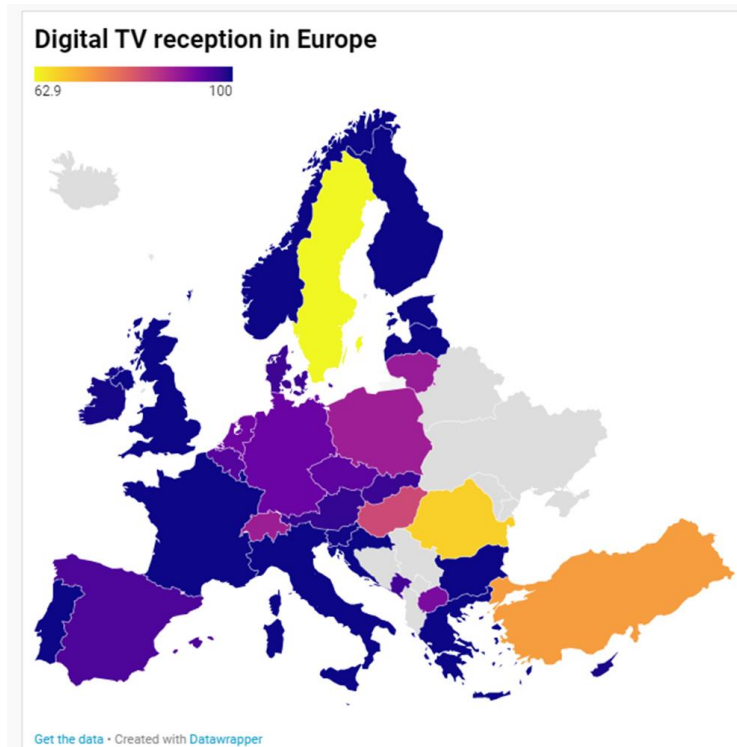 Digital TV reception in Europe
62.9 100
Get the data • Created with Datawrapper